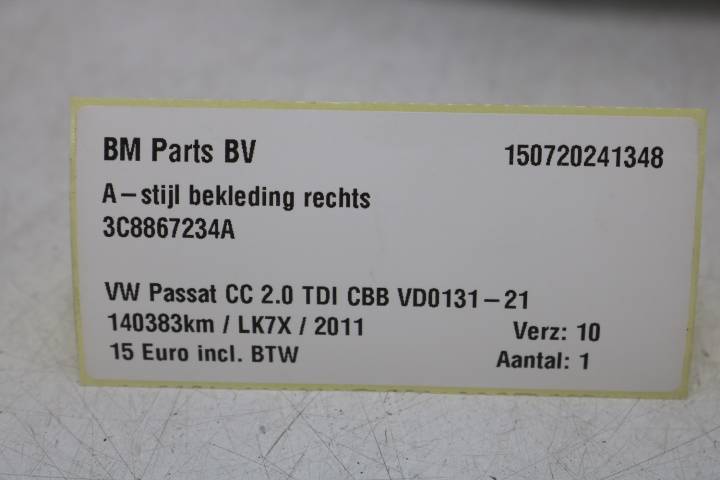 BM Parts BV 150720241348
A-stijl bekleding rechts
3C8867234A
VW Passat CC 2.0 TDI CBB VD0131-21
140383km / LK7X / 2011 Verz: 10
15 Euro incl. BTW Aantal: 1